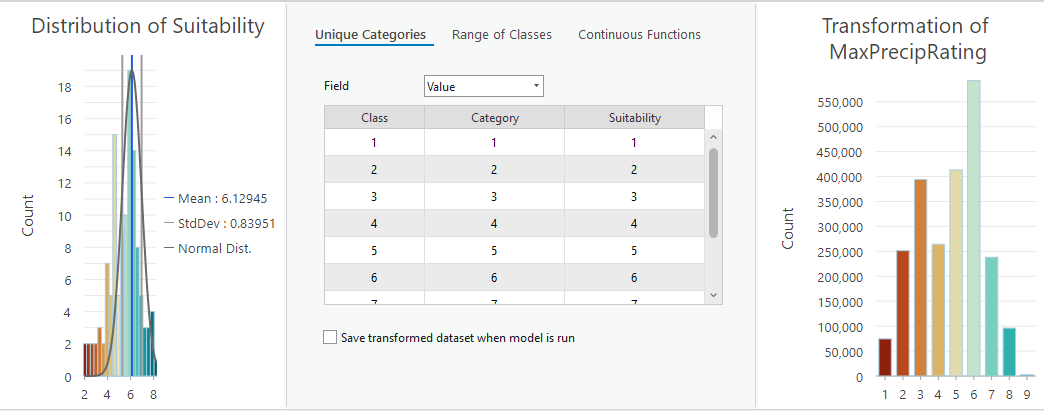 Distribution of Suitability
18
16
14
12
10
8
6
4
2
0
Count
2 4 6 8
Mean : 6.12945
StdDev : 0.83951
Normal Dist.
Unique Categories Range of Classes Continuous Functions
Field Value
Class Category Suitability
1 1 1
2 2 2
3 3 3
4 4 4
5 5 5
6 6 6
7 7 7
Save transformed dataset when model is run
Transformation of
MaxPrecipRating
550,000
500,000
450,000
400,000
350,000
300,000
250,000
200,000
150,000
100,000
50,000
0
Count
1 2 3 4 5 6 7 8 9